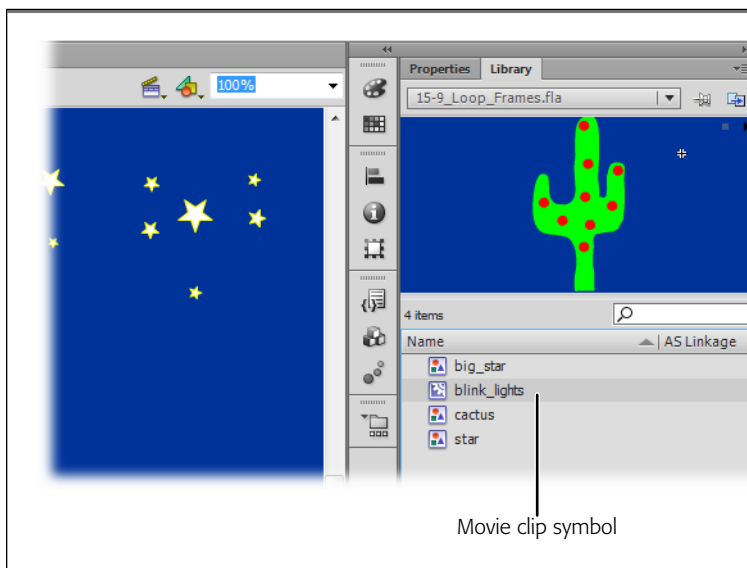 Properties Library
100%
15-9_Loop_Frames.fla
4 items
Name AS Linkage
big_star
blink_lights
cactus
star
Movie clip symbol